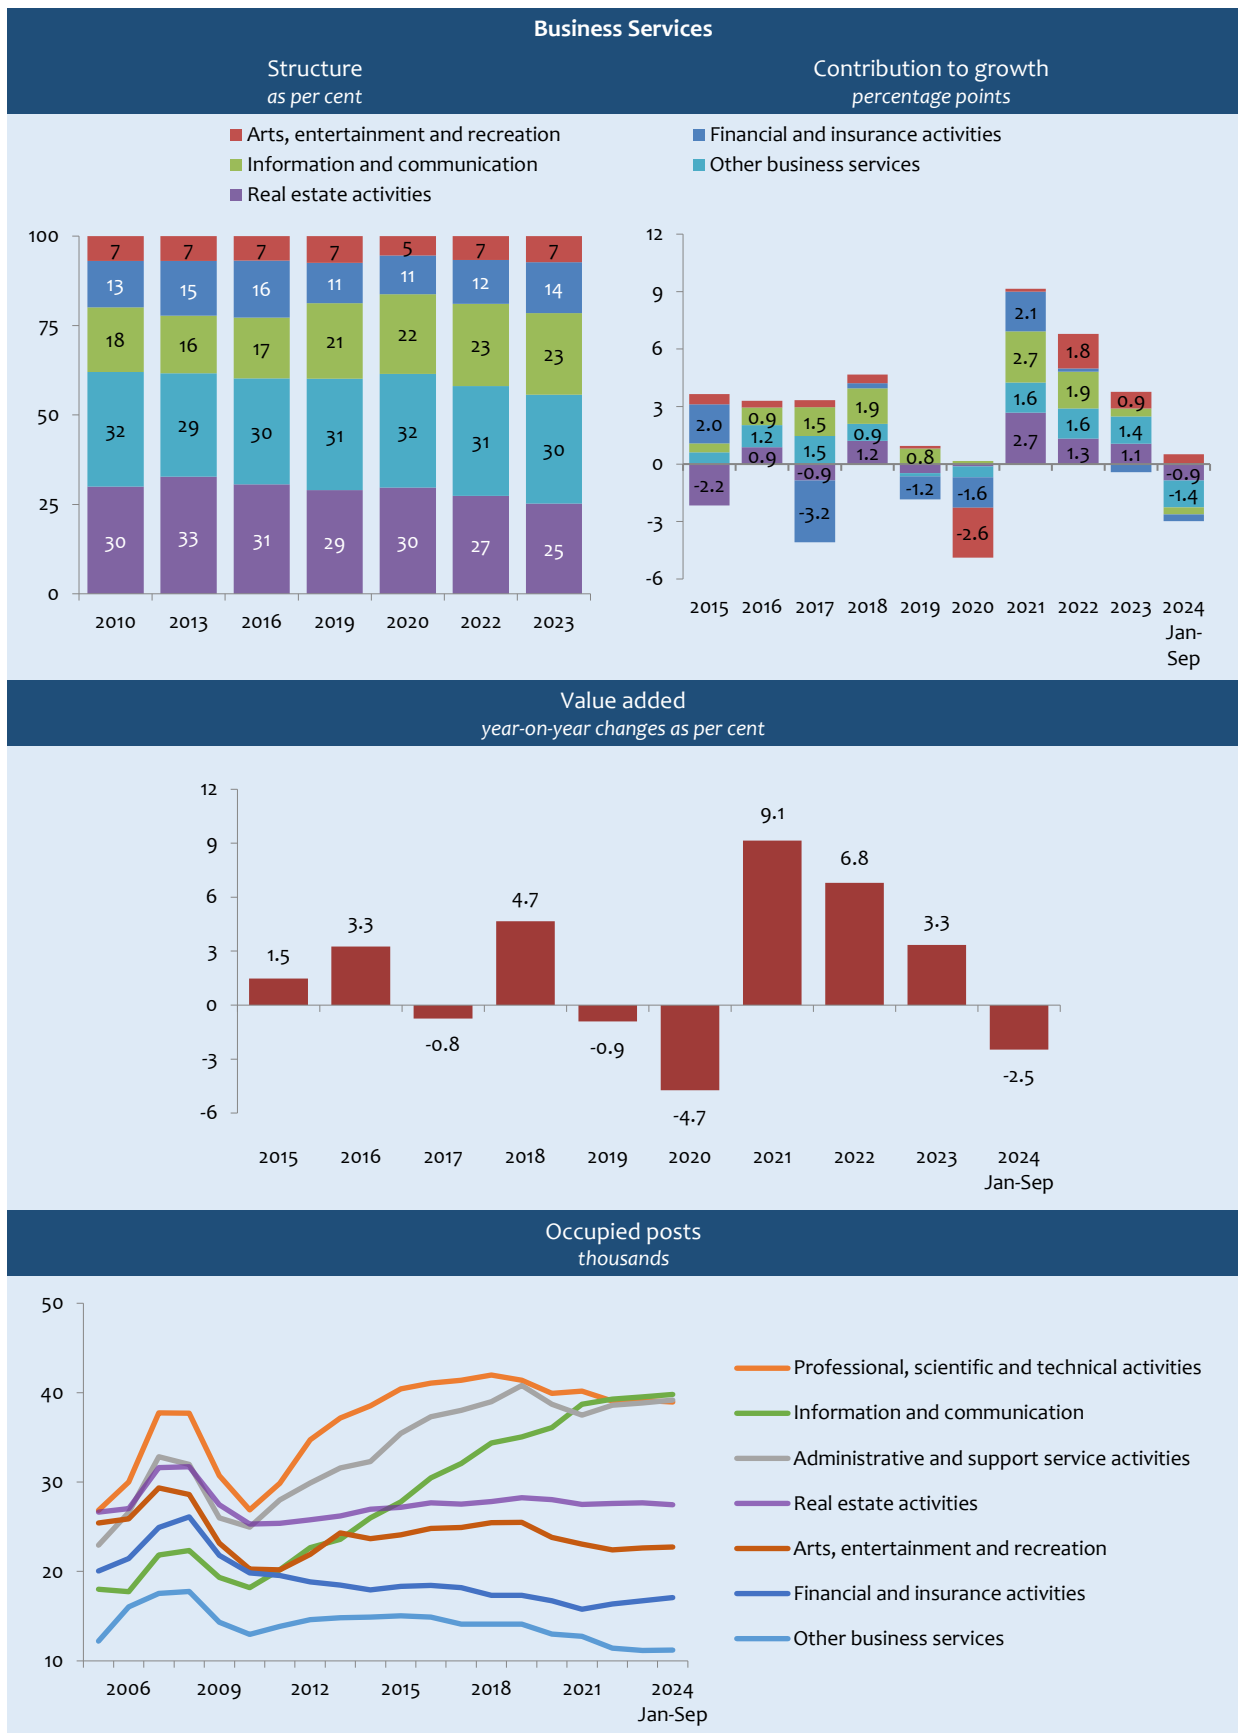 Business Services
Structure
as per cent
Contribution to growth
percentage points
Arts, entertainment and recreation
Information and communication
Real estate activities
Financial and insurance activities
Other business services
100
75
50
25
0
7 7 7 7 5 7 7
13 15 16 11 11 12 14
18 16 17 21 22 23 23
32 29 30 31 32 31 30
30 33 31 29 30 27 25
2010 2013 2016 2019 2020 2022 2023
12
9
6
3
0
-3
-6
2.0
-2.2
0.9
1.2
0.9
1.5
1.5
-0.9
-3.2
1.9
0.9
1.2
0.8
-1.2
-1.6
-2.6
2.1
2.7
1.6
2.7
1.8
1.9
1.6
1.3
0.9
1.4
1.1
-0.9
-1.4
2015 2016 2017 2018 2019 2020 2021 2022 2023 2024
Jan-
Sep
Value added
year-on-year changes as per cent
12
9
6
3
0
-3
-6
1.5
3.3
-0.8
4.7
-0.9
-4.7
9.1
6.8
3.3
-2.5
2015 2016 2017 2018 2019 2020 2021 2022 2023 2024
Jan-Sep
Occupied posts
thousands
50
40
30
20
10
2006 2009 2012 2015 2018 2021 2024
Jan-Sep
Professional, scientific and technical activities
Information and communication
Administrative and support service activities
Real estate activities
Arts, entertainment and recreation
Financial and insurance activities
Other business services